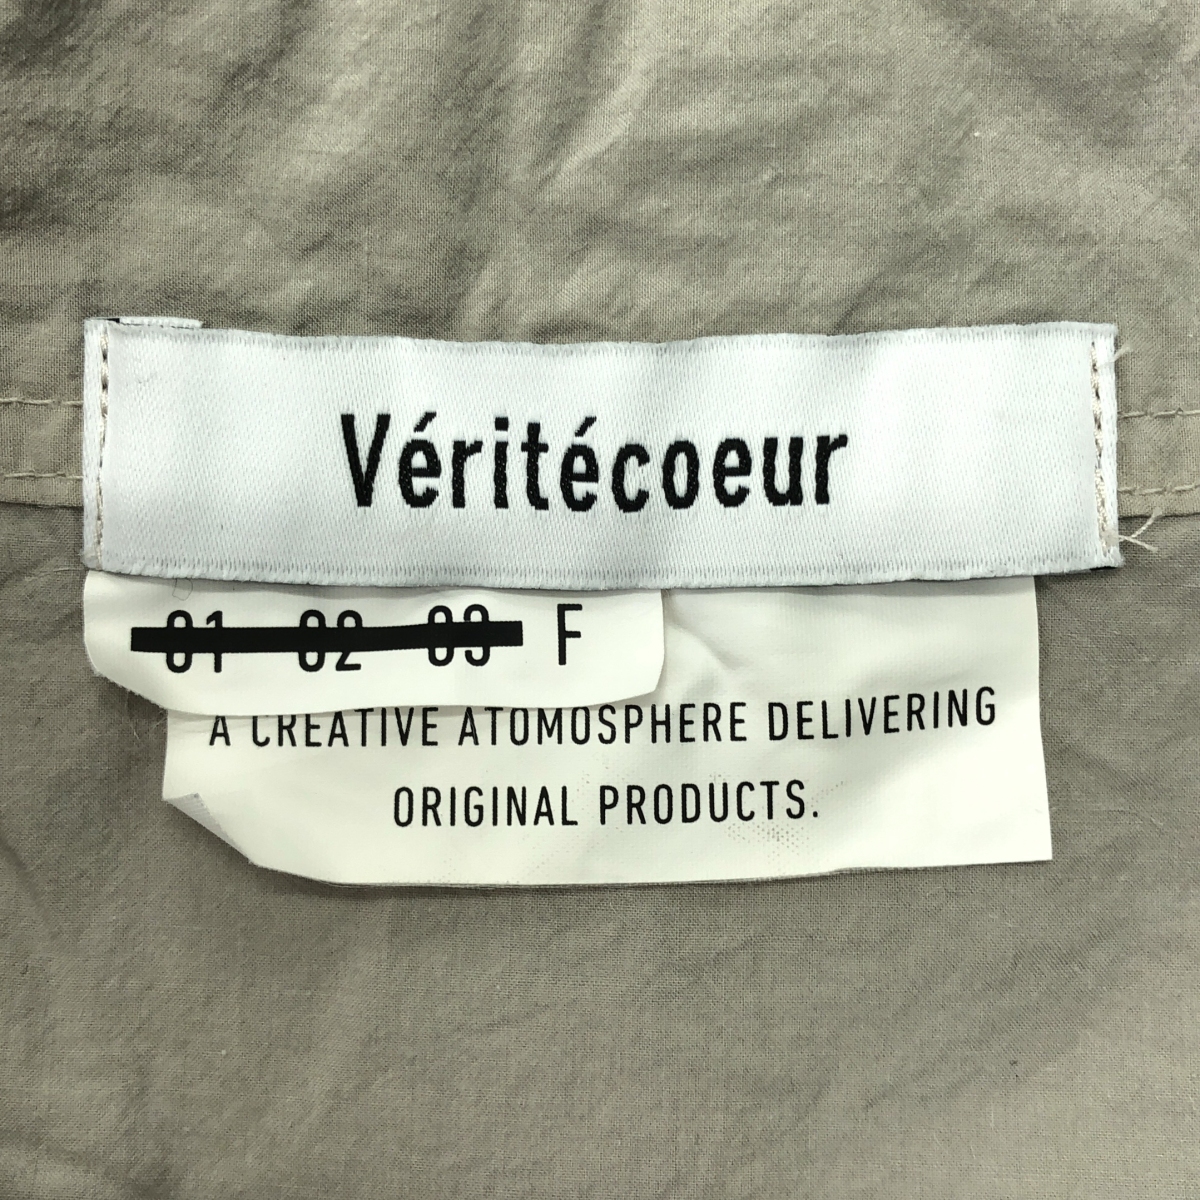 Véritécoeur
01 02 03 F
A CREATIVE ATOMOSPHERE DELIVERING
ORIGINAL PRODUCTS.